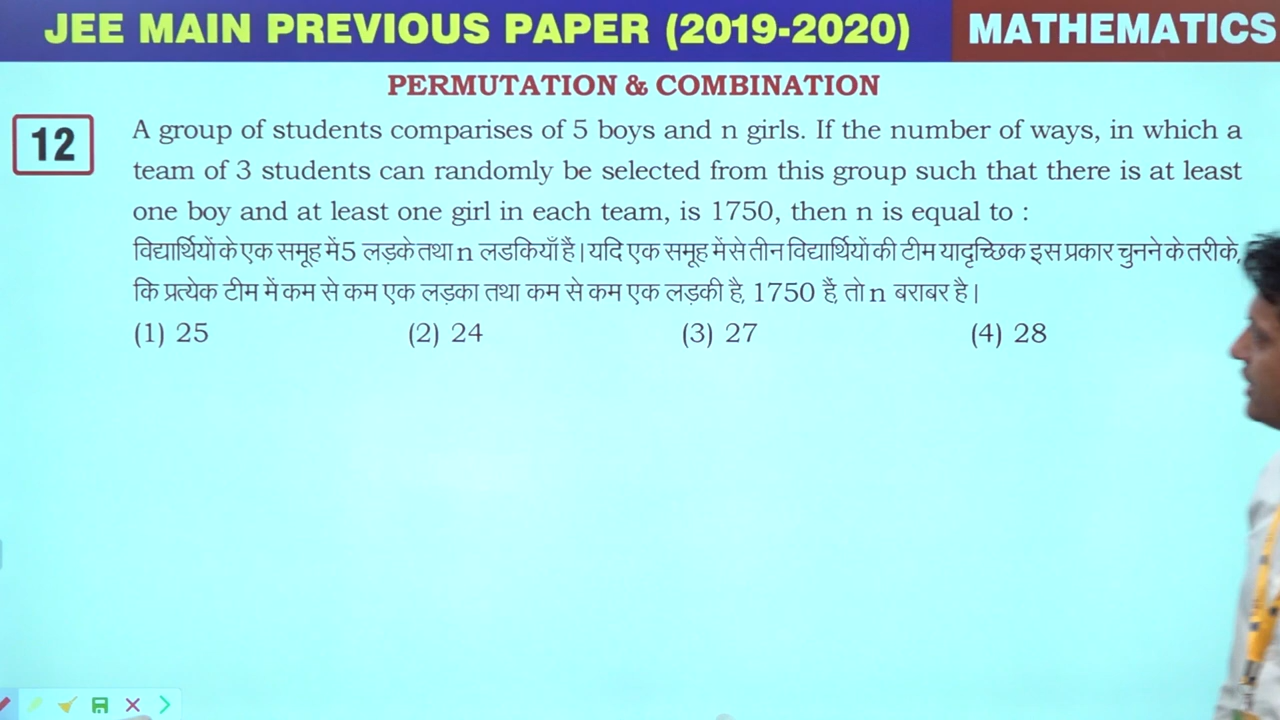 JEE MAIN PREVIOUS PAPER (2019-2020) MATHEMATICS
PERMUTATION & COMBINATION
12 A group of students comparises of 5 boys and n girls. If the number of ways, in which a
team of 3 students can randomly be selected from this group such that there is at least
one boy and at least one girl in each team, is 1750, then n is equal to :
विद्यार्थियों के एक समूह में 5 लड़के तथा n लडकियाँ हैं। यदि एक समूह में से तीन विद्यार्थियों की टीम यादृच्छिक इस प्रकार चुनने के तरीके,
कि प्रत्येक टीम में कम से कम एक लड़का तथा कम से कम एक लड़की है, 1750 हैं, तो n बराबर है।
(1) 25 (2) 24 (3) 27 (4) 28